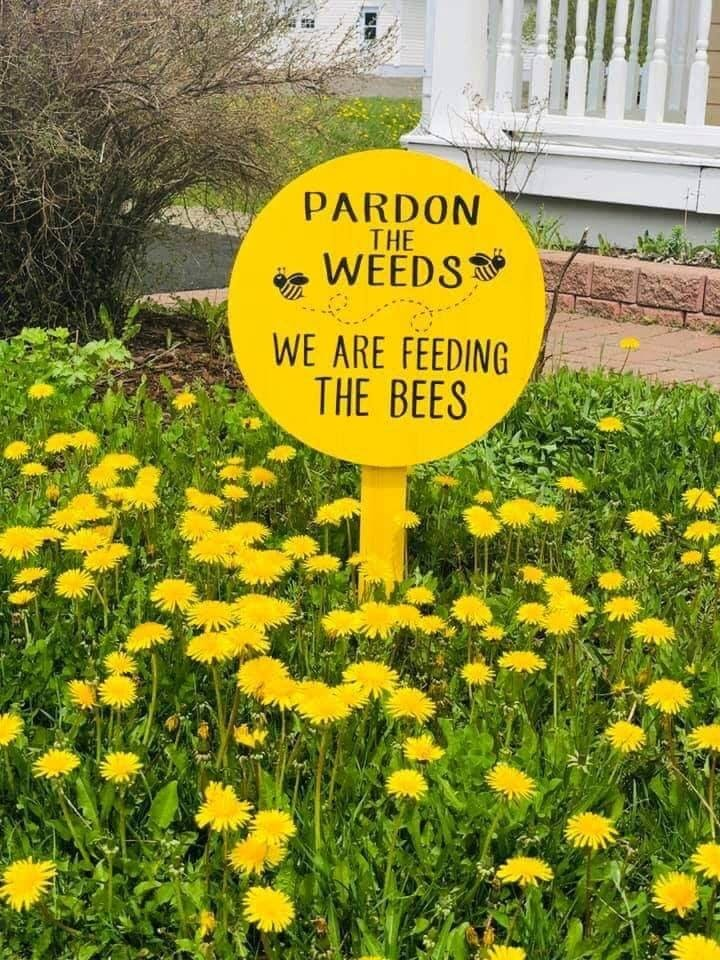 PARDON
THE
WEEDS
WE ARE FEEDING
THE BEES